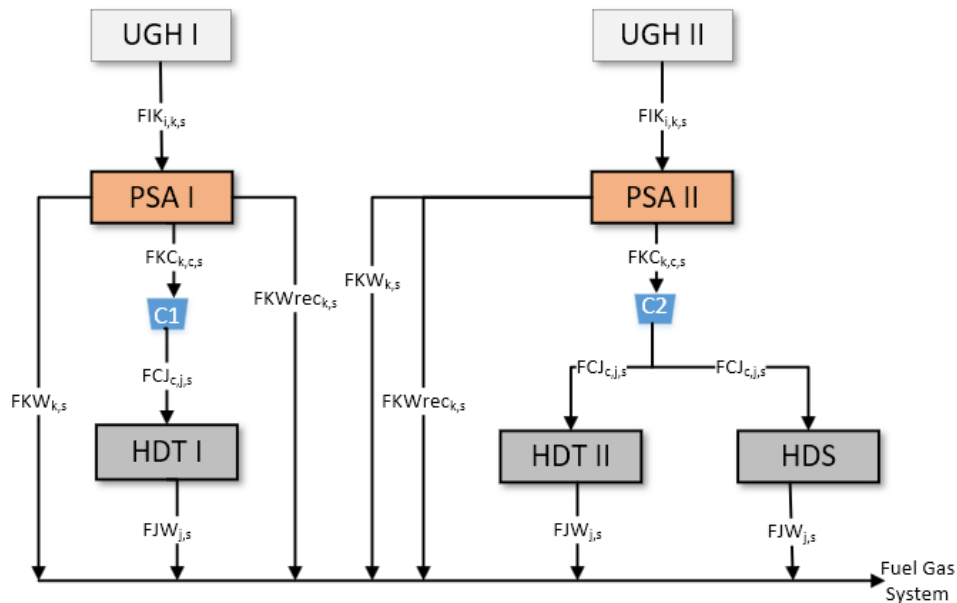 UGH I
UGH II
FIKi,k,s
FIKi,k,s
PSA I
PSA II
FKCk,c,s
FKCk,c,s
FKWk,s
FKWreck,s
C1
C2
FCJc,j,s
FCJc,j,s
FCJc,j,s
FKWk,s
FKWreck,s
HDT I
HDT II
HDS
FJWj,s
FJWj,s
FJWj,s
Fuel Gas
System